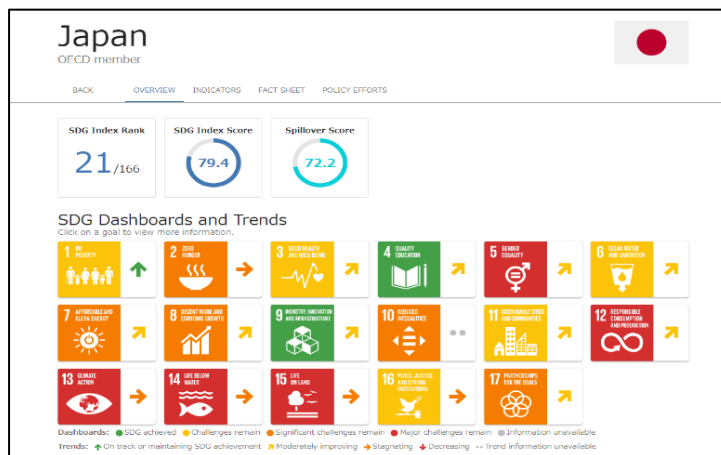 Japan
OECD member
BACK OVERVIEW INDICATORS FACT SHEET POLICY EFFORTS
SDG Index Rank
21/166
SDG Index Score
79.4
Spillover Score
72.2
SDG Dashboards and Trends
Click on a goal to view more information.
1 NO
POVERTY
2 ZERO
HUNGER
3 GOOD HEALTH
AND WELL-BEING
4 QUALITY
EDUCATION
5 GENDER
EQUALITY
6 CLEAN WATER
AND SANITATION
7 AFFORDABLE AND
CLEAN ENERGY
8 DECENT WORK AND
ECONOMIC GROWTH
9 INDUSTRY, INNOVATION
AND INFRASTRUCTURE
10 REDUCED
INEQUALITIES
11 SUSTAINABLE CITIES
AND COMMUNITIES
12 RESPONSIBLE
CONSUMPTION
AND PRODUCTION
13 CLIMATE
ACTION
14 LIFE BELOW
WATER
15 LIFE
ON LAND
16 PEACE, JUSTICE
AND STRONG
INSTITUTIONS
17 PARTNERSHIPS
FOR THE GOALS
Dashboards: SDG achieved Challenges remain Significant challenges remain Major challenges remain Information unavailable
Trends: On track or maintaining SDG achievement Moderately improving Stagnating Decreasing Trend information unavailable